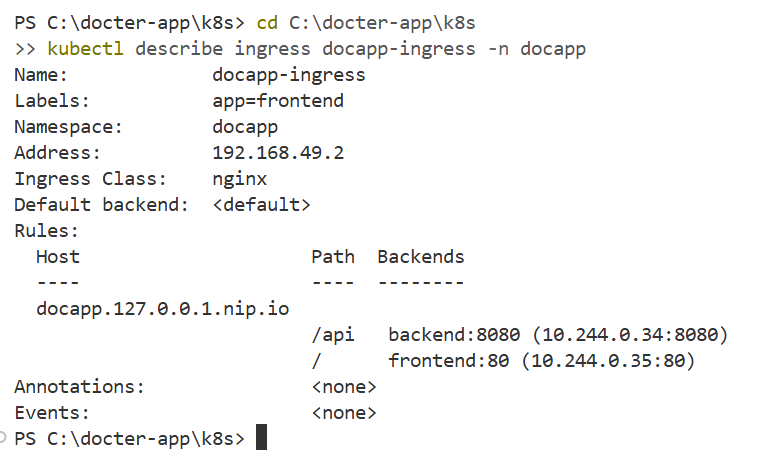 PS C:\docter-app\k8s> cd C:\docter-app\k8s
>> kubectl describe ingress docapp-ingress -n docapp
Name:             docapp-ingress
Labels:           app=frontend
Namespace:        docapp
Address:          192.168.49.2
Ingress Class:    nginx
Default backend:  <default>
Rules:
  Host                     Path  Backends
  ----                     ----  --------
  docapp.127.0.0.1.nip.io
                           /api   backend:8080 (10.244.0.34:8080)
                           /      frontend:80 (10.244.0.35:80)
Annotations:               <none>
Events:                    <none>
PS C:\docter-app\k8s>